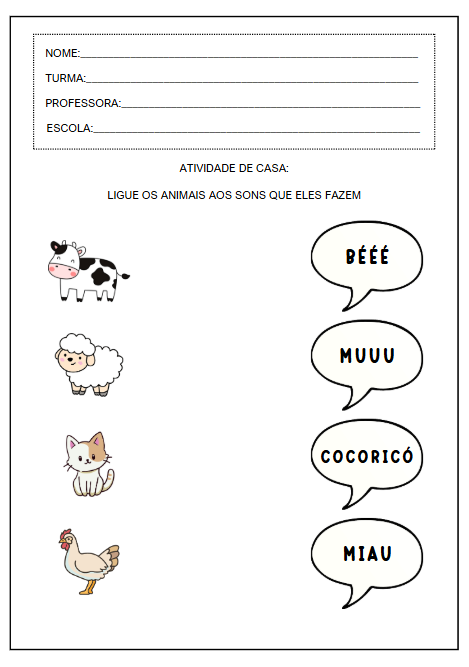 NOME:
TURMA:
PROFESSORA:
ESCOLA:
ATIVIDADE DE CASA:
LIGUE OS ANIMAIS AOS SONS QUE ELES FAZEM
BÉÉÉ
MUUU
COCORICÓ
MIAU